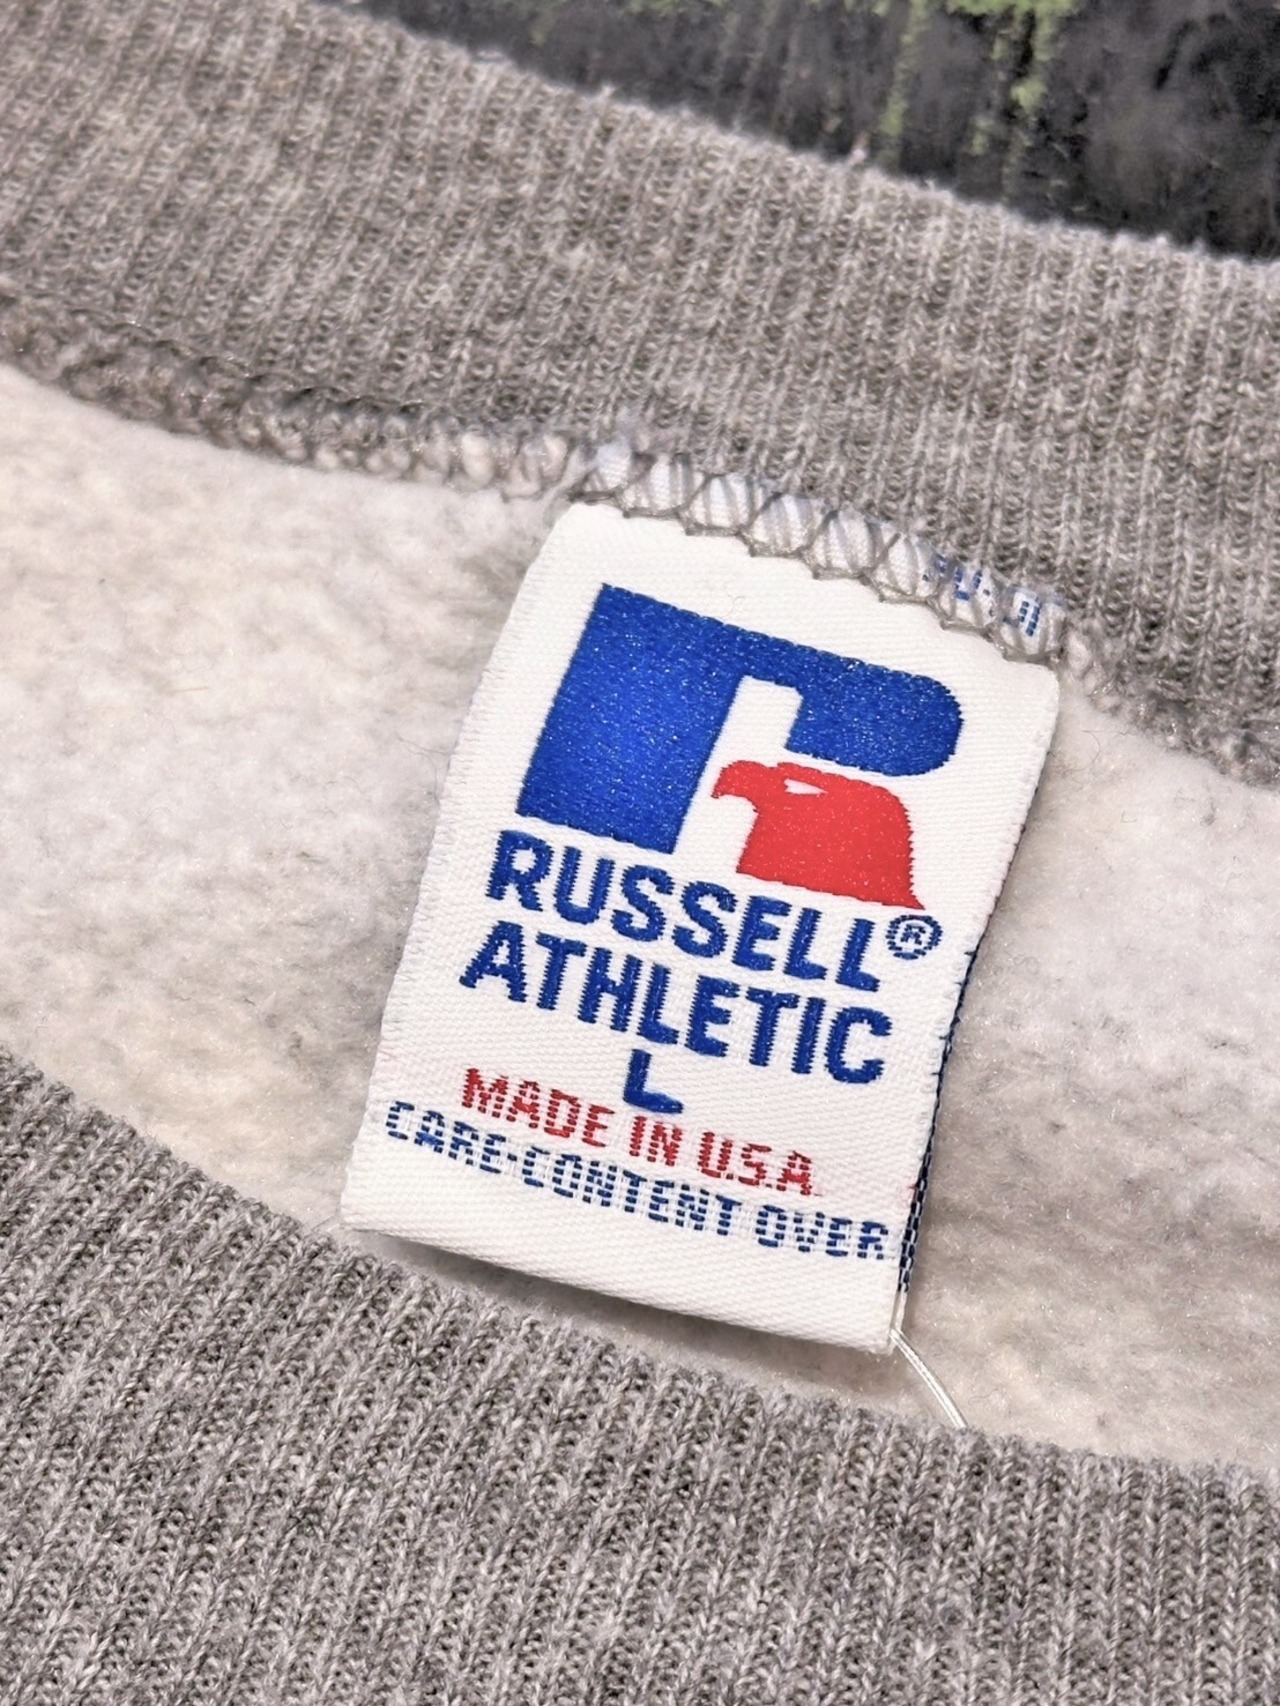 RUSSELL®
ATHLETIC
L
MADE IN U.S.A.
CARE·CONTENT OVER